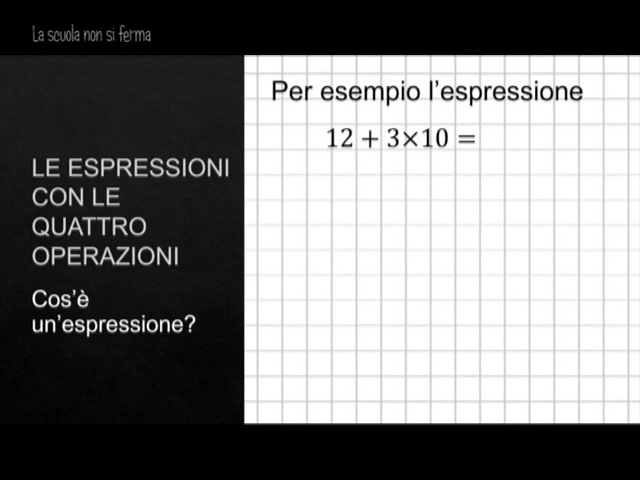 La scuola non si ferma
LE ESPRESSIONI
CON LE
QUATTRO
OPERAZIONI
Cos'è
un'espressione?
Per esempio l'espressione
12 + 3×10 =